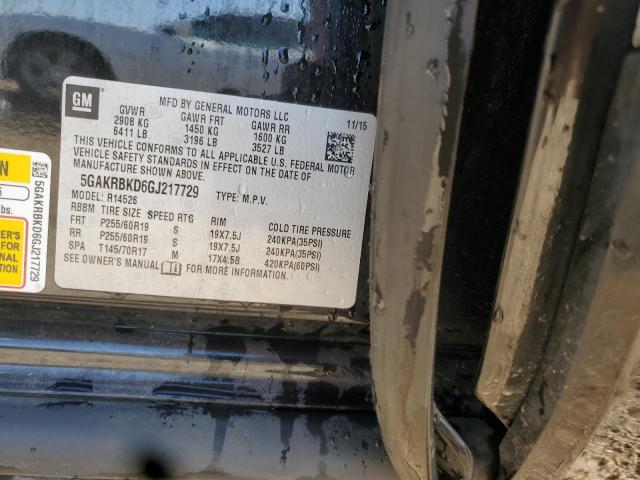 GM
MFD BY GENERAL MOTORS LLC
11/15
GVWR GAWR FRT GAWR RR
2908 KG 1450 KG 1600 KG
6411 LB 3196 LB 3527 LB
THIS VEHICLE CONFORMS TO ALL APPLICABLE U.S. FEDERAL MOTOR
VEHICLE SAFETY STANDARDS IN EFFECT ON THE DATE OF
MANUFACTURE SHOWN ABOVE.
5GAKRBKD6GJ217729 TYPE: M.P.V.
MODEL: R14526
RBBM TIRE SIZE SPEED RTG RIM COLD TIRE PRESSURE
FRT P255/60R19 S 19X7.5J 240KPA(35PSI)
RR P255/60R19 S 19X7.5J 240KPA(35PSI)
SPA T145/70R17 M 17X4.5B 420KPA(60PSI)
SEE OWNER'S MANUAL FOR MORE INFORMATION.
N
5
lbs.
5GAKRBKD6GJ217729